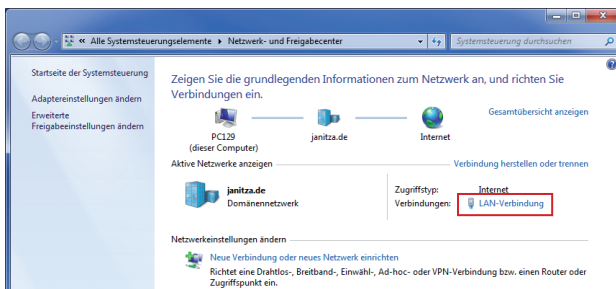 « Alle Systemsteuerungselemente ▸ Netzwerk- und Freigabecenter
Systemsteuerung durchsuchen
Startseite der Systemsteuerung
Adaptereinstellungen ändern
Erweiterte
Freigabeeinstellungen ändern
Zeigen Sie die grundlegenden Informationen zum Netzwerk an, und richten Sie
Verbindungen ein.
Gesamtübersicht anzeigen
PC129
(dieser Computer)
janitza.de
Internet
Aktive Netzwerke anzeigen
Verbindung herstellen oder trennen
janitza.de
Domänennetzwerk
Zugriffstyp: Internet
Verbindungen: LAN-Verbindung
Netzwerkeinstellungen ändern
Neue Verbindung oder neues Netzwerk einrichten
Richtet eine Drahtlos-, Breitband-, Einwähl-, Ad-hoc- oder VPN-Verbindung bzw. einen Router oder
Zugriffspunkt ein.